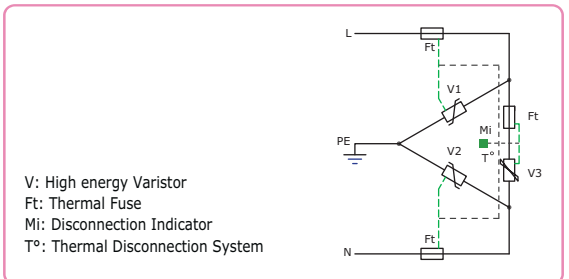 L
Ft
V1
Ft
Mi
PE
V2
T°
V3
V: High energy Varistor
Ft: Thermal Fuse
Mi: Disconnection Indicator
T°: Thermal Disconnection System
Ft
N